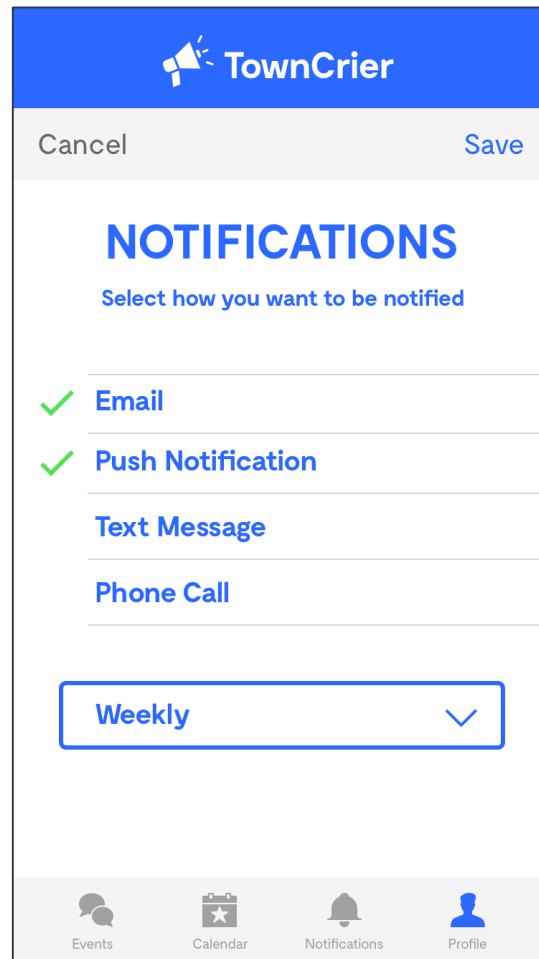 TownCrier
Cancel Save
NOTIFICATIONS
Select how you want to be notified
Email
Push Notification
Text Message
Phone Call
Weekly
Events Calendar Notifications Profile